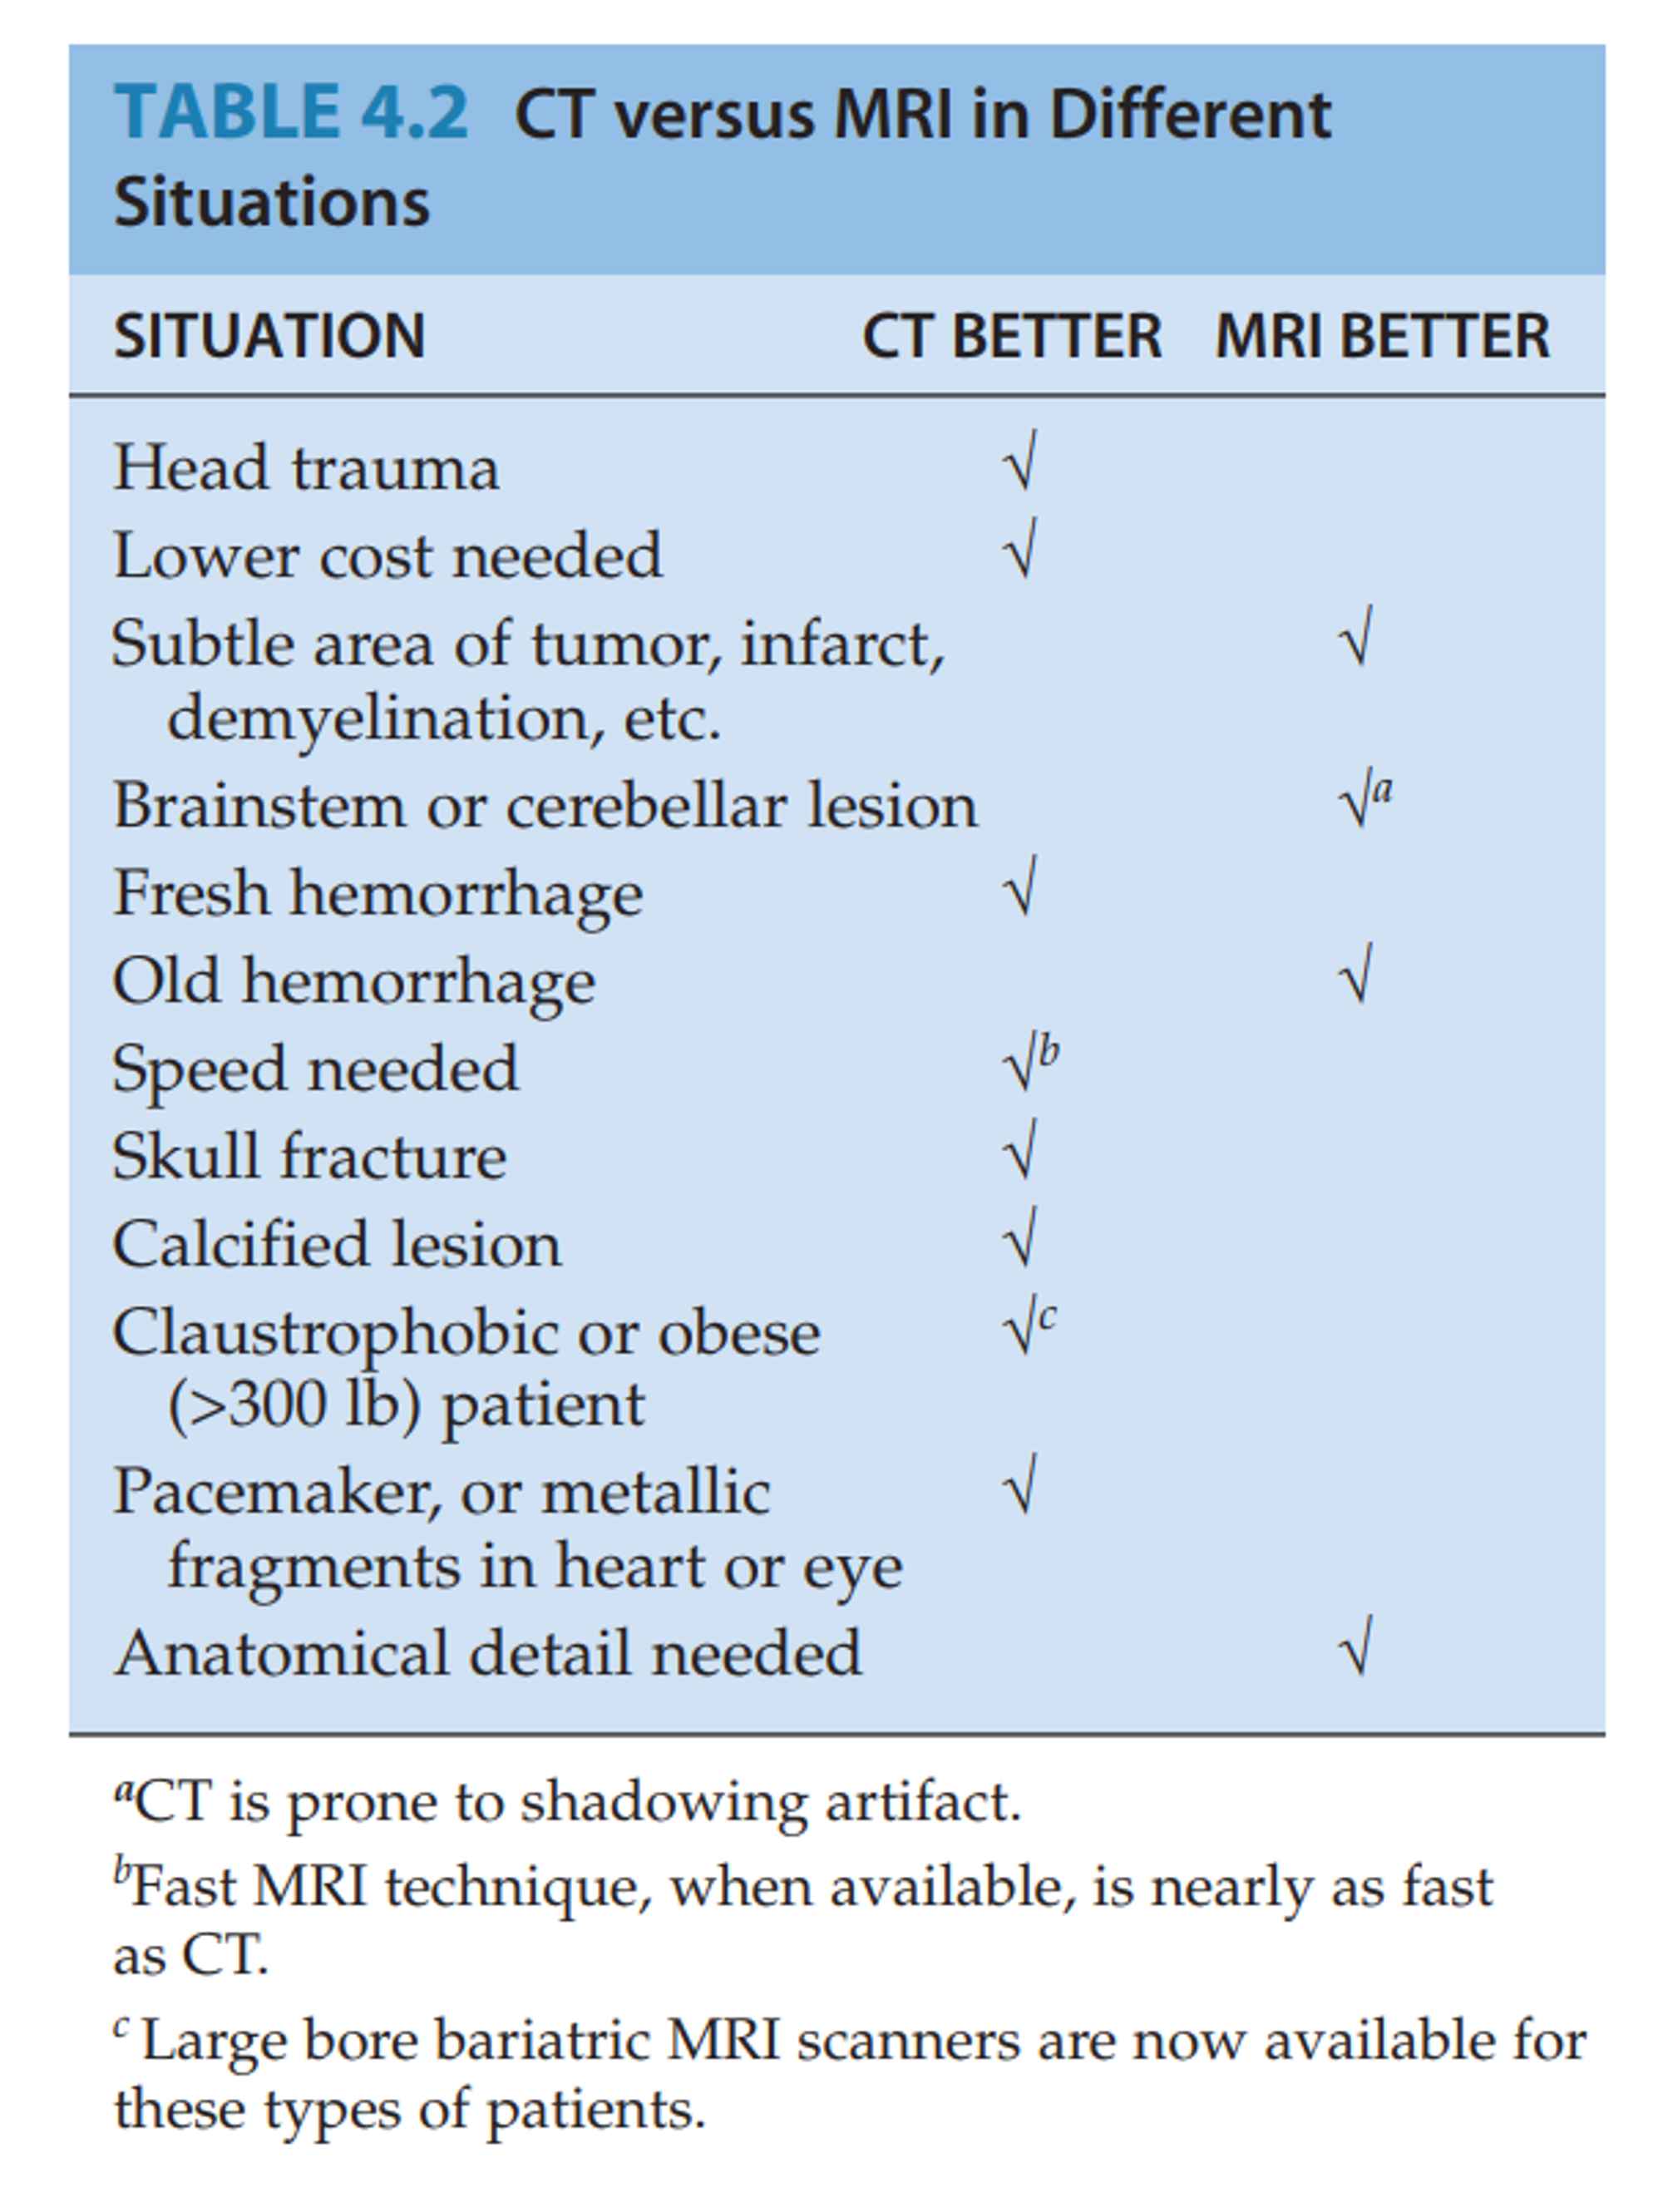 TABLE 4.2 CT versus MRI in Different
Situations
SITUATION CT BETTER MRI BETTER
Head trauma √
Lower cost needed √
Subtle area of tumor, infarct, √
demyelination, etc.
Brainstem or cerebellar lesion √a
Fresh hemorrhage √
Old hemorrhage √
Speed needed √b
Skull fracture √
Calcified lesion √
Claustrophobic or obese √c
(>300 lb) patient
Pacemaker, or metallic √
fragments in heart or eye
Anatomical detail needed √
aCT is prone to shadowing artifact.
bFast MRI technique, when available, is nearly as fast
as CT.
c Large bore bariatric MRI scanners are now available for
these types of patients.